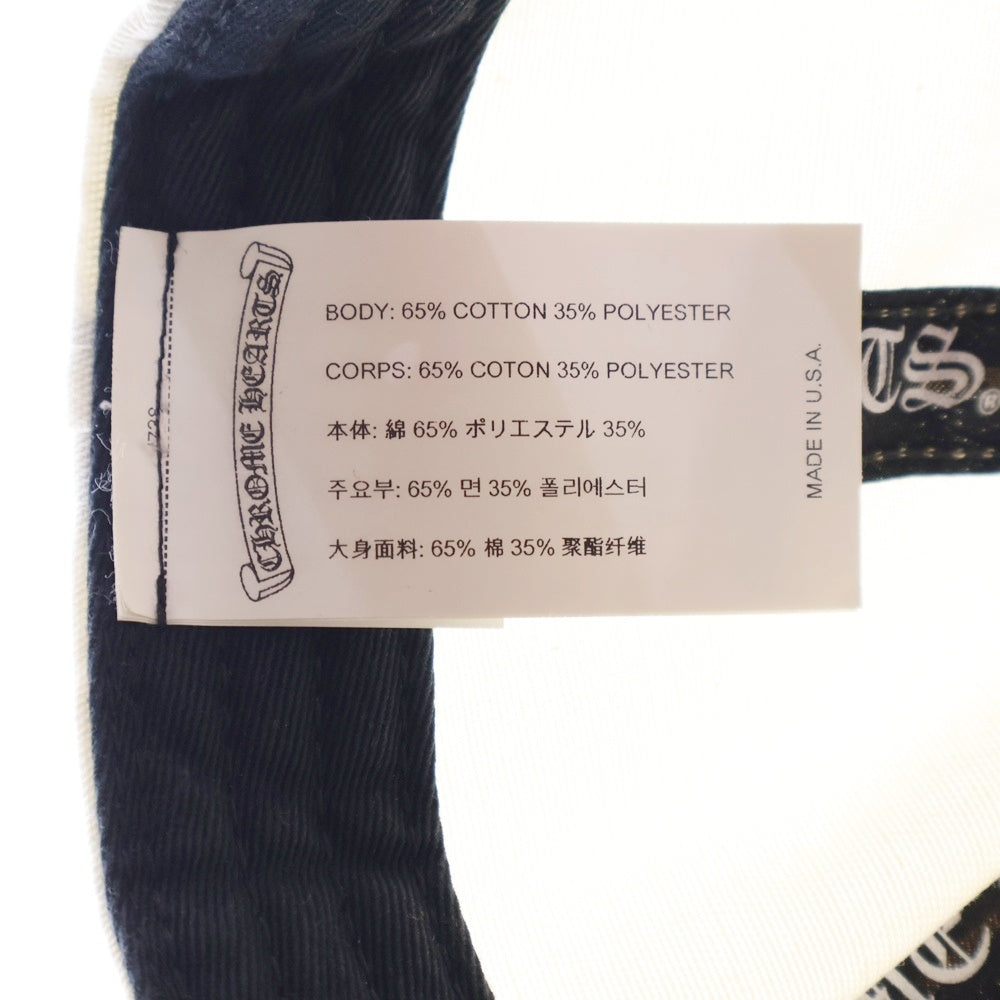 CHROME HEARTS
BODY: 65% COTTON 35% POLYESTER
CORPS: 65% COTON 35% POLYESTER
本体: 綿 65% ポリエステル 35%
주요부: 65% 면 35% 폴리에스터
大身面料: 65% 棉 35% 聚酯纤维
MADE IN U.S.A.
TS®